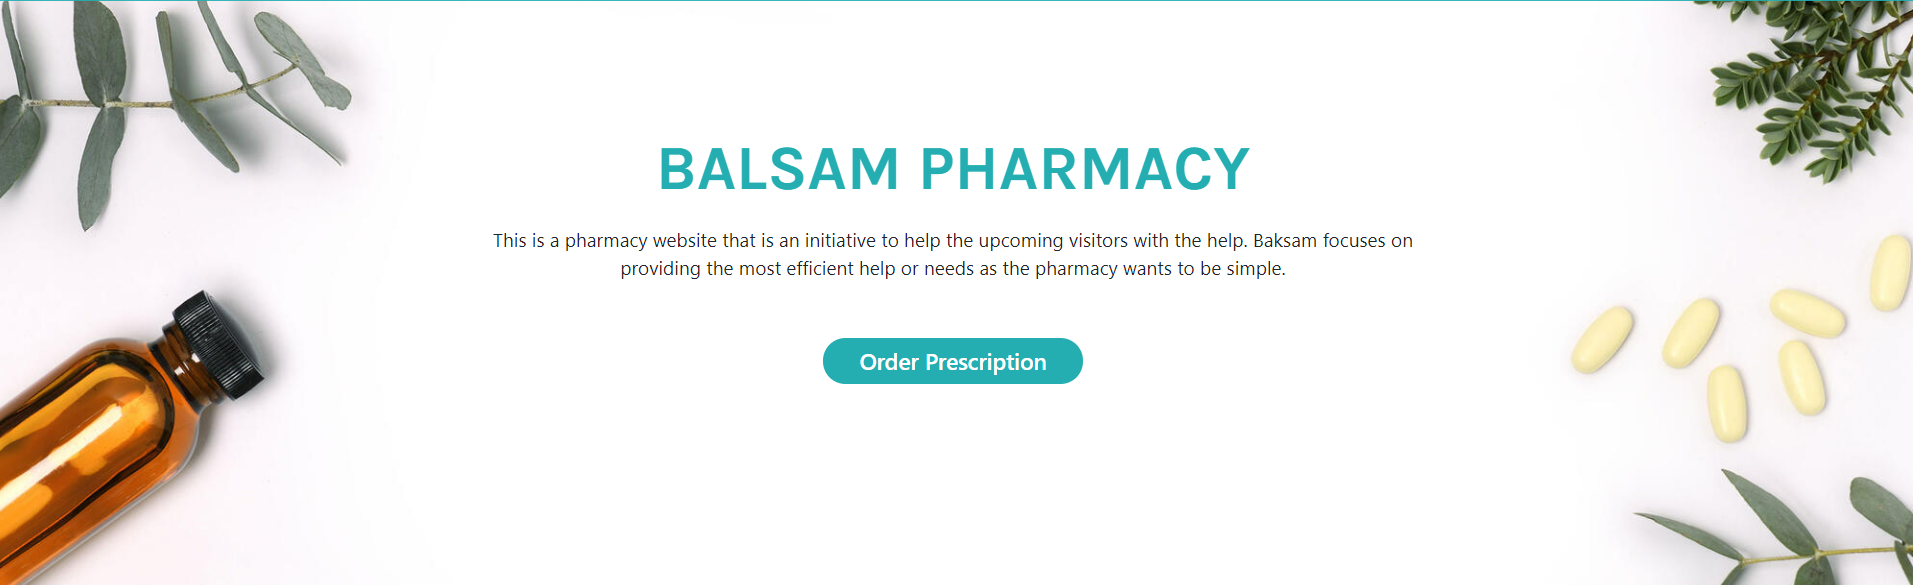 BALSAM PHARMACY
This is a pharmacy website that is an initiative to help the upcoming visitors with the help. Baksam focuses on
providing the most efficient help or needs as the pharmacy wants to be simple.
Order Prescription